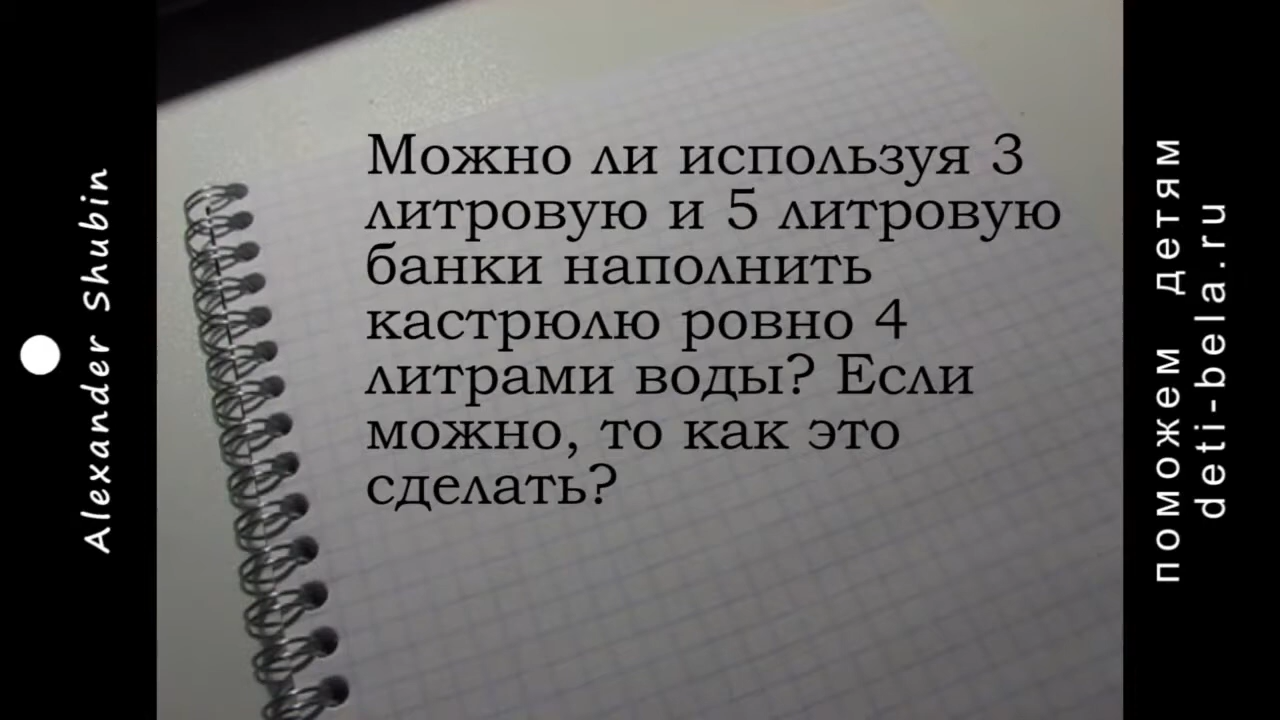 Alexander Shubin
Можно ли используя 3
литровую и 5 литровую
банки наполнить
кастрюлю ровно 4
литрами воды? Если
можно, то как это
сделать?
поможем детям
deti-bela.ru